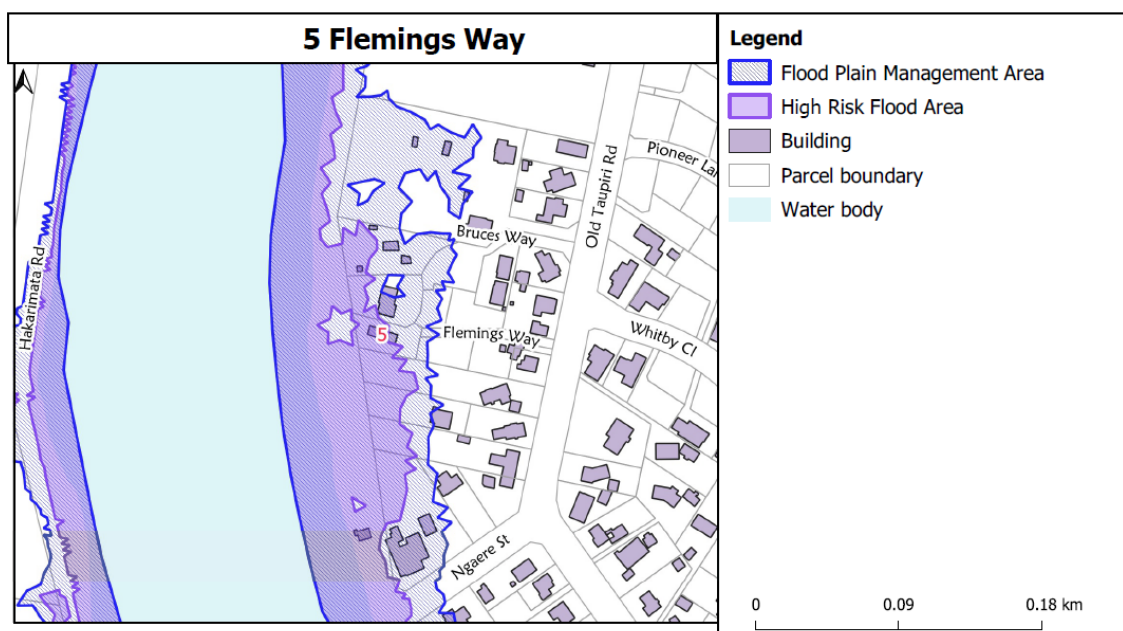 5 Flemings Way
Legend
Flood Plain Management Area
High Risk Flood Area
Building
Parcel boundary
Water body
Pioneer La
Old Taupiri Rd
Bruces Way
Hakarimata Rd
5
Flemings Way
Whitby Cl
Ngaere St
0 0.09 0.18 km